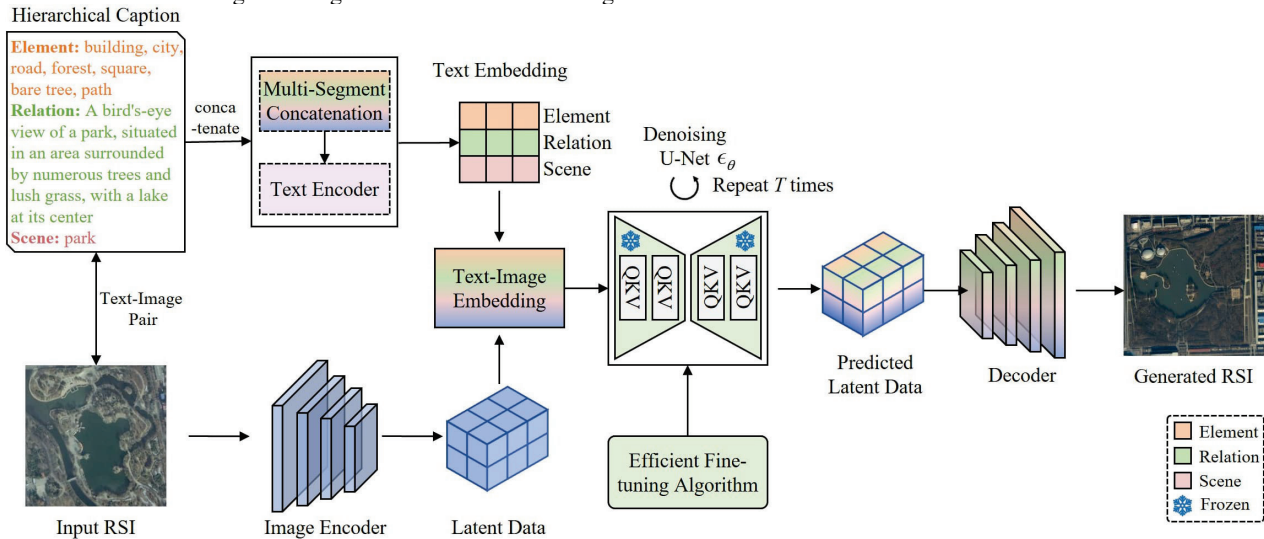 Hierarchical Caption
Element: building, city,
road, forest, square,
bare tree, path
Relation: A bird's-eye
view of a park, situated
in an area surrounded
by numerous trees and
lush grass, with a lake
at its center
Scene: park
conca
-tenate
Multi-Segment
Concatenation
Text Encoder
Text Embedding
Element
Relation
Scene
Denoising
U-Net ϵθ
Repeat T times
Text-Image
Pair
Text-Image
Embedding
QKV
QKV
QKV
QKV
Predicted
Latent Data
Decoder
Generated RSI
Input RSI
Image Encoder
Latent Data
Efficient Fine-
tuning Algorithm
Element
Relation
Scene
Frozen